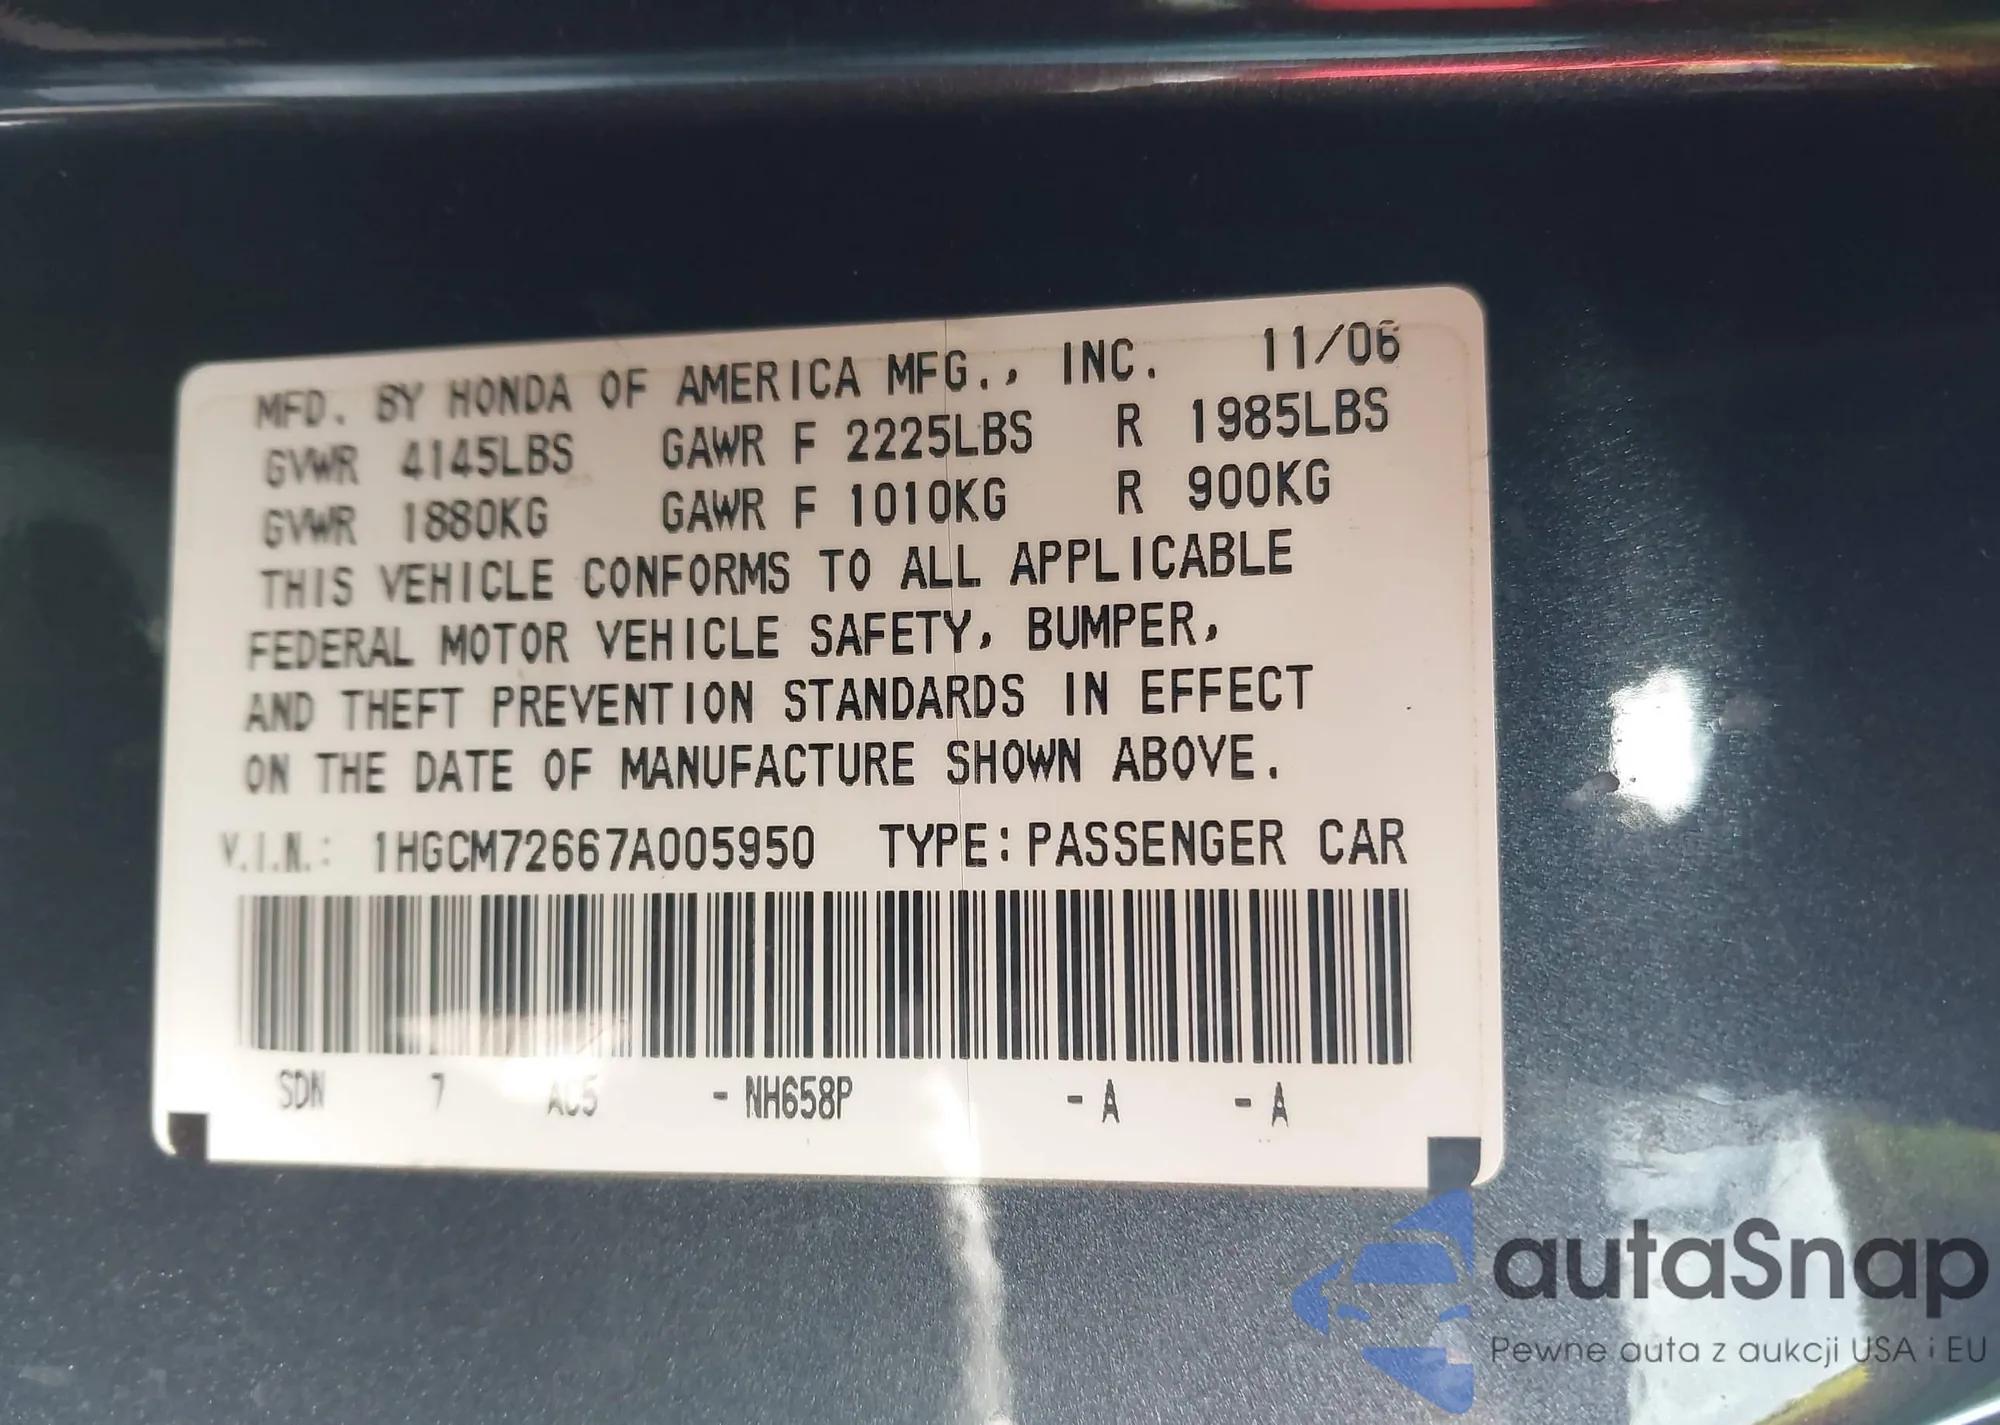 MFD. BY HONDA OF AMERICA MFG., INC. 11/06
GVWR 4145LBS GAWR F 2225LBS R 1985LBS
GVWR 1880KG GAWR F 1010KG R 900KG
THIS VEHICLE CONFORMS TO ALL APPLICABLE
FEDERAL MOTOR VEHICLE SAFETY, BUMPER,
AND THEFT PREVENTION STANDARDS IN EFFECT
ON THE DATE OF MANUFACTURE SHOWN ABOVE.
V.I.N.: 1HGCM72667A005950 TYPE: PASSENGER CAR
SDN 7 AC5 - NH658P - A - A
autaSnap
Pewne auta z aukcji USA i EU